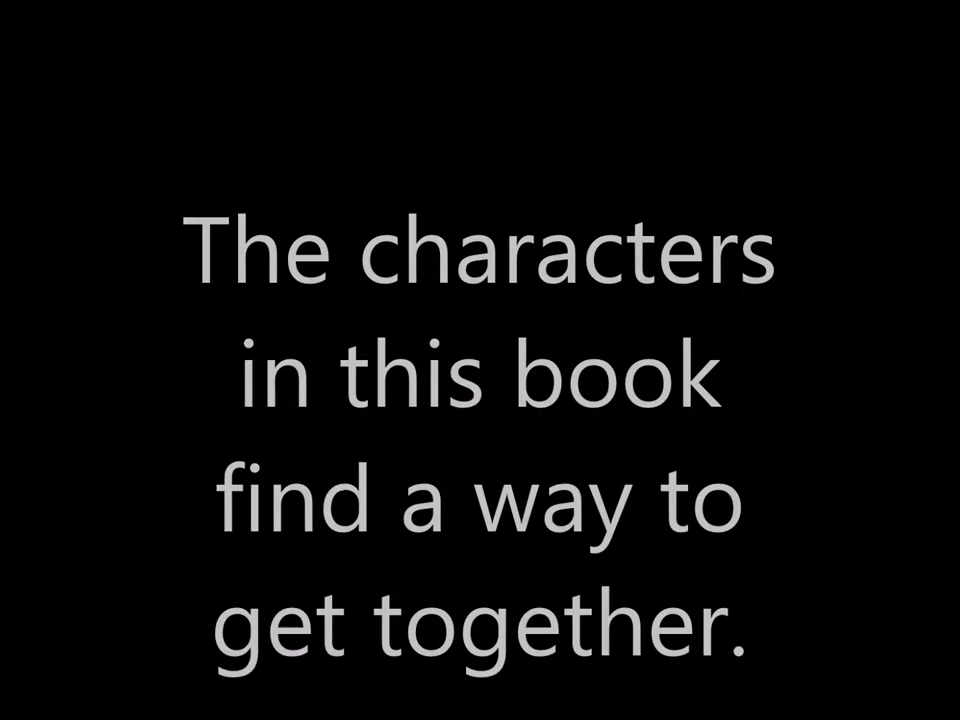 The characters
in this book
find a way to
get together.